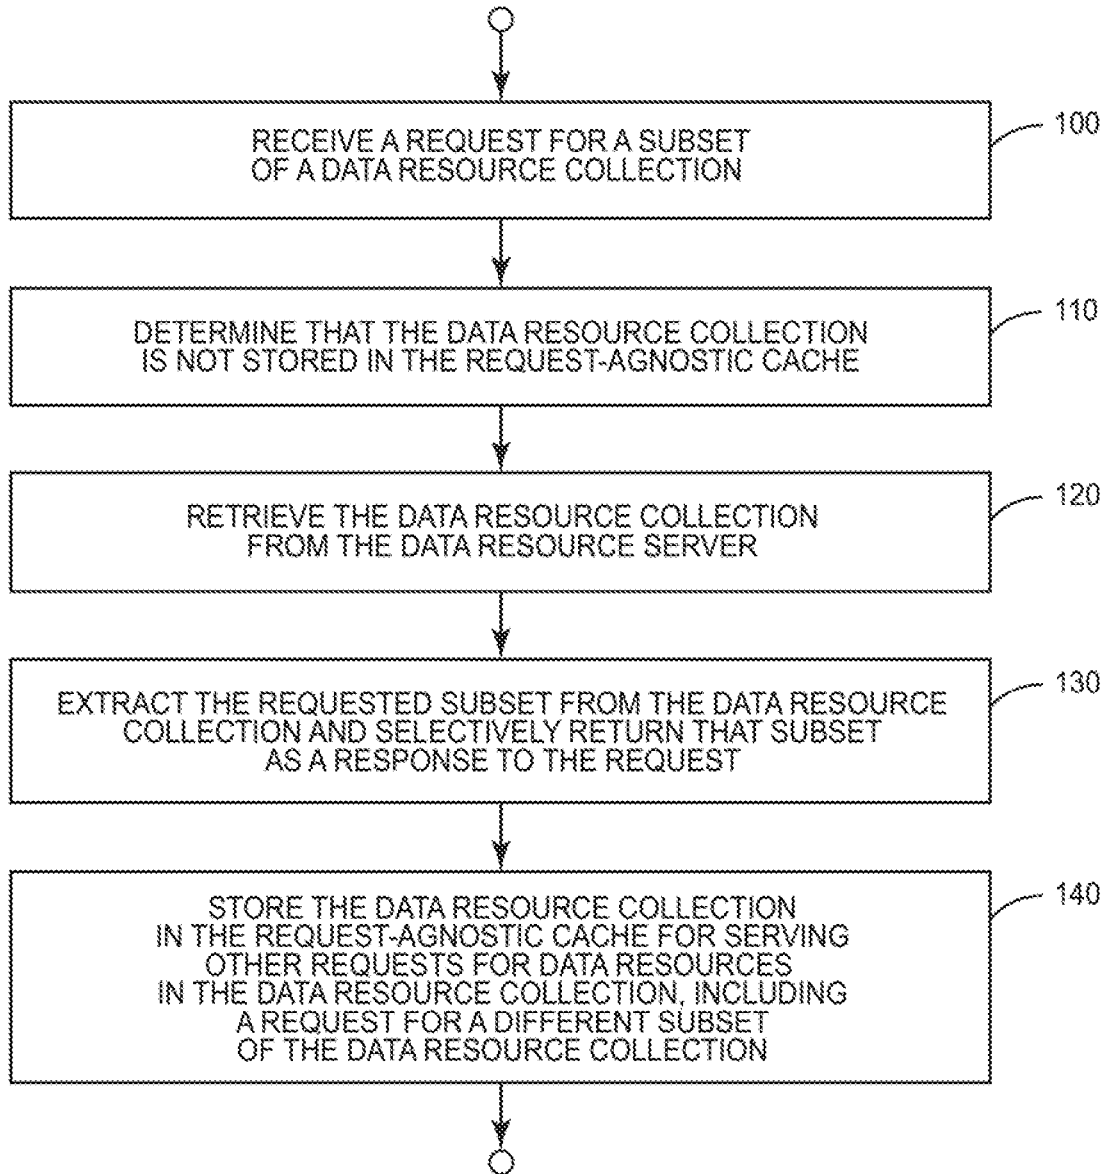 RECEIVE A REQUEST FOR A SUBSET
OF A DATA RESOURCE COLLECTION
100
DETERMINE THAT THE DATA RESOURCE COLLECTION
IS NOT STORED IN THE REQUEST-AGNOSTIC CACHE
110
RETRIEVE THE DATA RESOURCE COLLECTION
FROM THE DATA RESOURCE SERVER
120
EXTRACT THE REQUESTED SUBSET FROM THE DATA RESOURCE
COLLECTION AND SELECTIVELY RETURN THAT SUBSET
AS A RESPONSE TO THE REQUEST
130
STORE THE DATA RESOURCE COLLECTION
IN THE REQUEST-AGNOSTIC CACHE FOR SERVING
OTHER REQUESTS FOR DATA RESOURCES
IN THE DATA RESOURCE COLLECTION, INCLUDING
A REQUEST FOR A DIFFERENT SUBSET
OF THE DATA RESOURCE COLLECTION
140